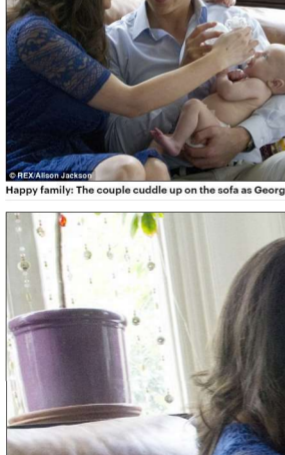 © REX/Alison Jackson
Happy family: The couple cuddle up on the sofa as Georg